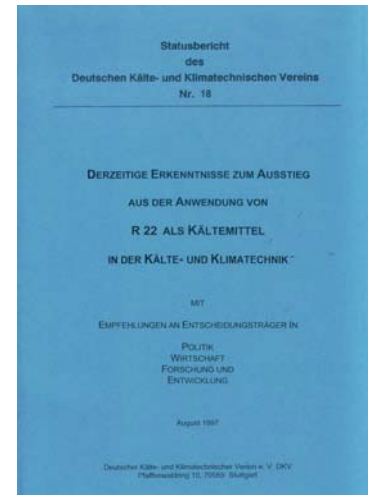 Statusbericht
des
Deutschen Kälte- und Klimatechnischen Vereins
Nr. 18
DERZEITIGE ERKENNTNISSE ZUM AUSSTIEG
AUS DER ANWENDUNG VON
R 22 ALS KÄLTEMITTEL
IN DER KÄLTE- UND KLIMATECHNIK
MIT
EMPFEHLUNGEN AN ENTSCHEIDUNGSTRÄGER IN
POLITIK
WIRTSCHAFT
FORSCHUNG UND
ENTWICKLUNG
August 1997
Deutscher Kälte- und Klimatechnischer Verein e. V. DKV
Pfaffenwaldring 10, 70569 Stuttgart